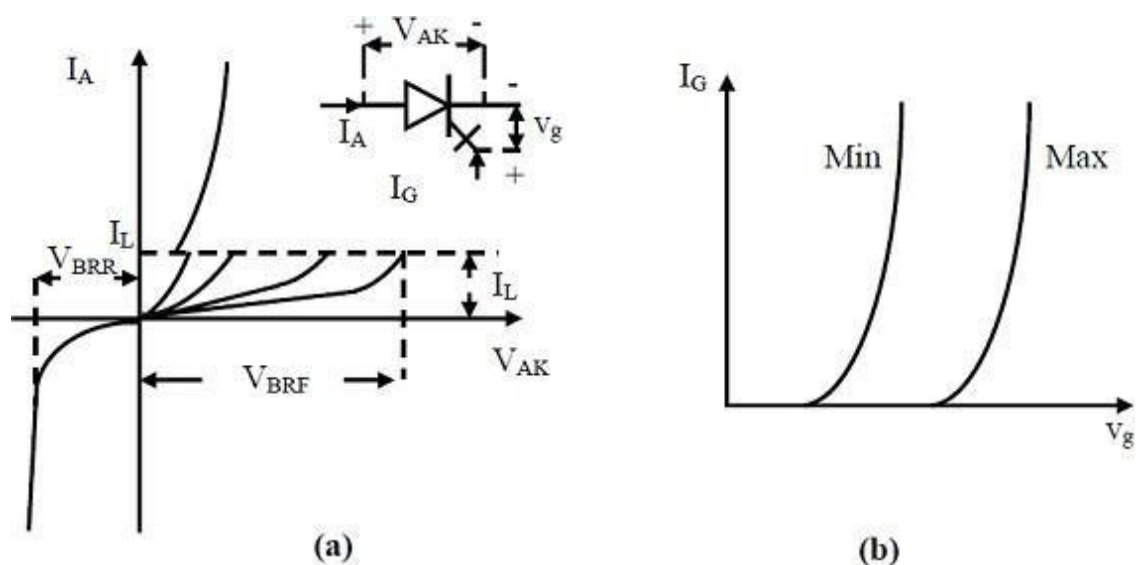 + V_AK -
I_A
-
I_A
v_g
+
I_G
I_L
V_BRR
I_L
V_AK
V_BRF
(a)
I_G
Min
Max
v_g
(b)